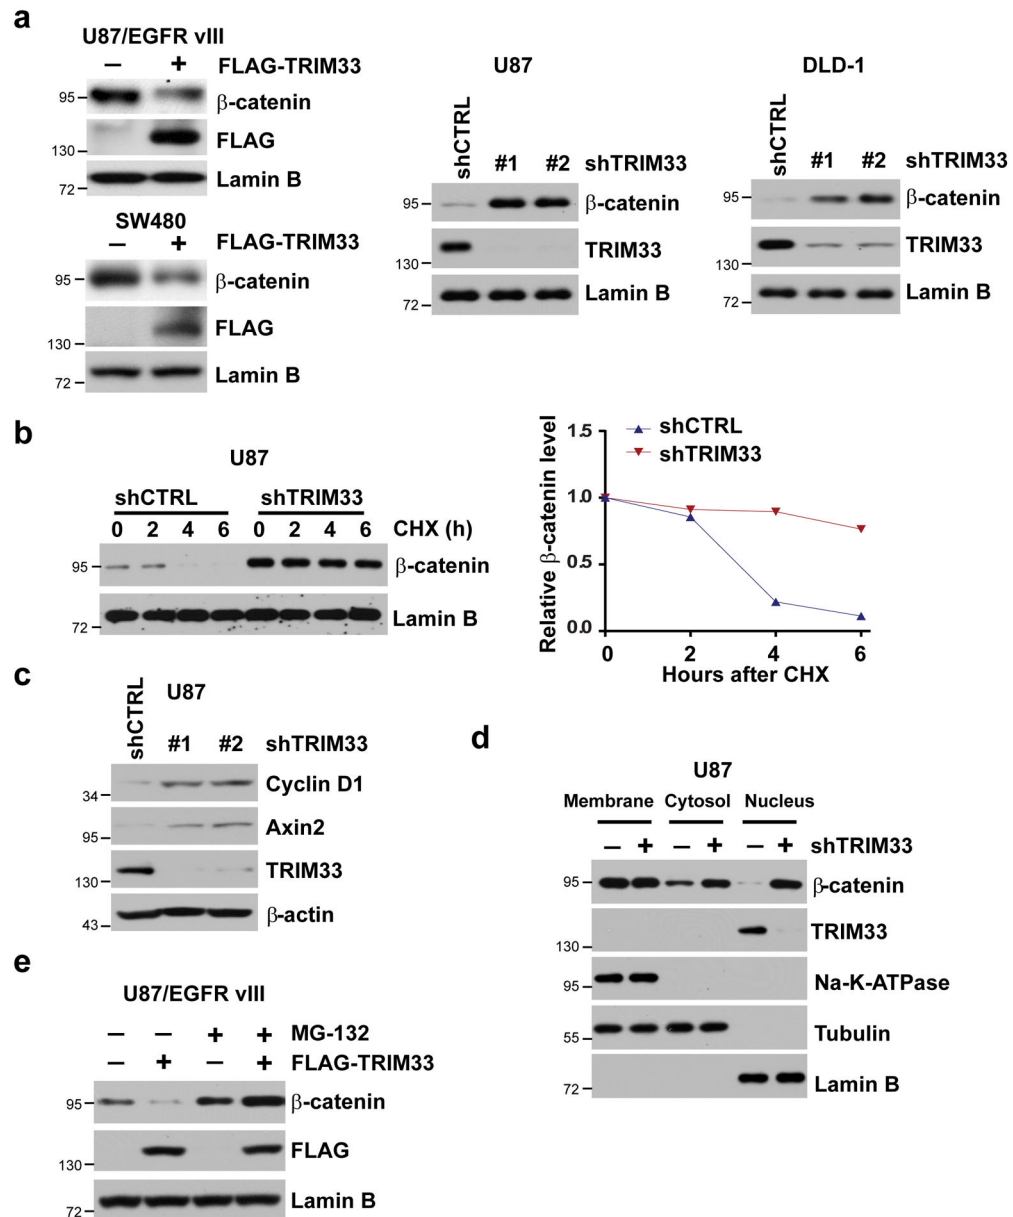 a
U87/EGFR vIII
– + FLAG-TRIM33
95 β-catenin
130 FLAG
72 Lamin B
SW480
– + FLAG-TRIM33
95 β-catenin
130 FLAG
72 Lamin B
U87
shCTRL #1 #2 shTRIM33
95 β-catenin
130 TRIM33
72 Lamin B
DLD-1
shCTRL #1 #2 shTRIM33
95 β-catenin
130 TRIM33
72 Lamin B
b
U87
shCTRL shTRIM33
0 2 4 6 0 2 4 6 CHX (h)
95 β-catenin
72 Lamin B
Relative β-catenin level
1.5
1.0
0.5
0.0
shCTRL
shTRIM33
0 2 4 6
Hours after CHX
c
U87
shCTRL #1 #2 shTRIM33
34 Cyclin D1
95 Axin2
130 TRIM33
43 β-actin
d
U87
Membrane Cytosol Nucleus
– + – + – + shTRIM33
95 β-catenin
130 TRIM33
95 Na-K-ATPase
55 Tubulin
72 Lamin B
e
U87/EGFR vIII
– – + + MG-132
– + – + FLAG-TRIM33
95 β-catenin
130 FLAG
72 Lamin B